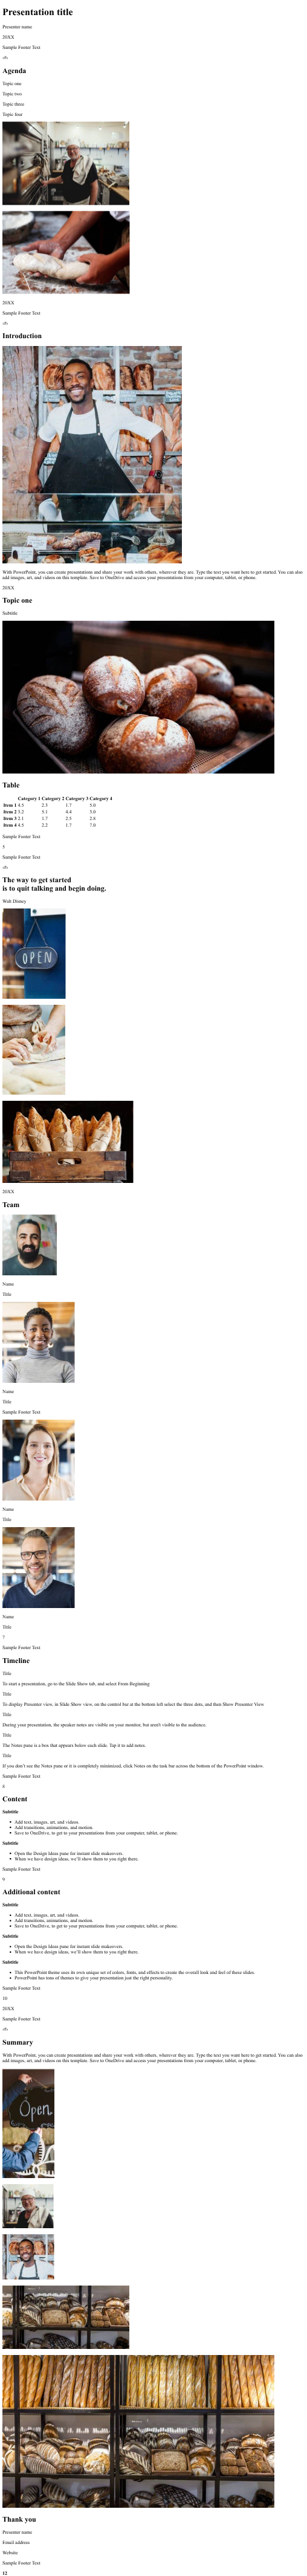 Presentation title
Presenter name
20XX
Sample Footer Text
‹#›
Agenda
Topic one
Topic two
Topic three
Topic four
20XX
Sample Footer Text
‹#›
Introduction
With PowerPoint, you can create presentations and share your work with others, wherever they are. Type the text you want here to get started. You can also
add images, art, and videos on this template. Save to OneDrive and access your presentations from your computer, tablet, or phone.
20XX
Topic one
Subtitle
Table
Category 1 Category 2 Category 3 Category 4
Item 1 4.5 2.3 1.7 5.0
Item 2 3.2 5.1 4.4 3.0
Item 3 2.1 1.7 2.5 2.8
Item 4 4.5 2.2 1.7 7.0
Sample Footer Text
5
Sample Footer Text
‹#›
The way to get started
is to quit talking and begin doing.
Walt Disney
OPEN
20XX
Team
Name
Title
Name
Title
Sample Footer Text
Name
Title
Name
Title
7
Sample Footer Text
Timeline
Title
To start a presentation, go to the Slide Show tab, and select From Beginning
Title
To display Presenter view, in Slide Show view, on the control bar at the bottom left select the three dots, and then Show Presenter View
Title
During your presentation, the speaker notes are visible on your monitor, but aren't visible to the audience.
Title
The Notes pane is a box that appears below each slide. Tap it to add notes.
Title
If you don't see the Notes pane or it is completely minimized, click Notes on the task bar across the bottom of the PowerPoint window.
Sample Footer Text
8
Content
Subtitle
Add text, images, art, and videos.
Add transitions, animations, and motion.
Save to OneDrive, to get to your presentations from your computer, tablet, or phone.
Subtitle
Open the Design Ideas pane for instant slide makeovers.
When we have design ideas, we'll show them to you right there.
Sample Footer Text
9
Additional content
Subtitle
Add text, images, art, and videos.
Add transitions, animations, and motion.
Save to OneDrive, to get to your presentations from your computer, tablet, or phone.
Subtitle
Open the Design Ideas pane for instant slide makeovers.
When we have design ideas, we'll show them to you right there.
Subtitle
This PowerPoint theme uses its own unique set of colors, fonts, and effects to create the overall look and feel of these slides.
PowerPoint has tons of themes to give your presentation just the right personality.
Sample Footer Text
10
20XX
Sample Footer Text
‹#›
Summary
With PowerPoint, you can create presentations and share your work with others, wherever they are. Type the text you want here to get started. You can also
add images, art, and videos on this template. Save to OneDrive and access your presentations from your computer, tablet, or phone.
Open
Thank you
Presenter name
Email address
Website
Sample Footer Text
12